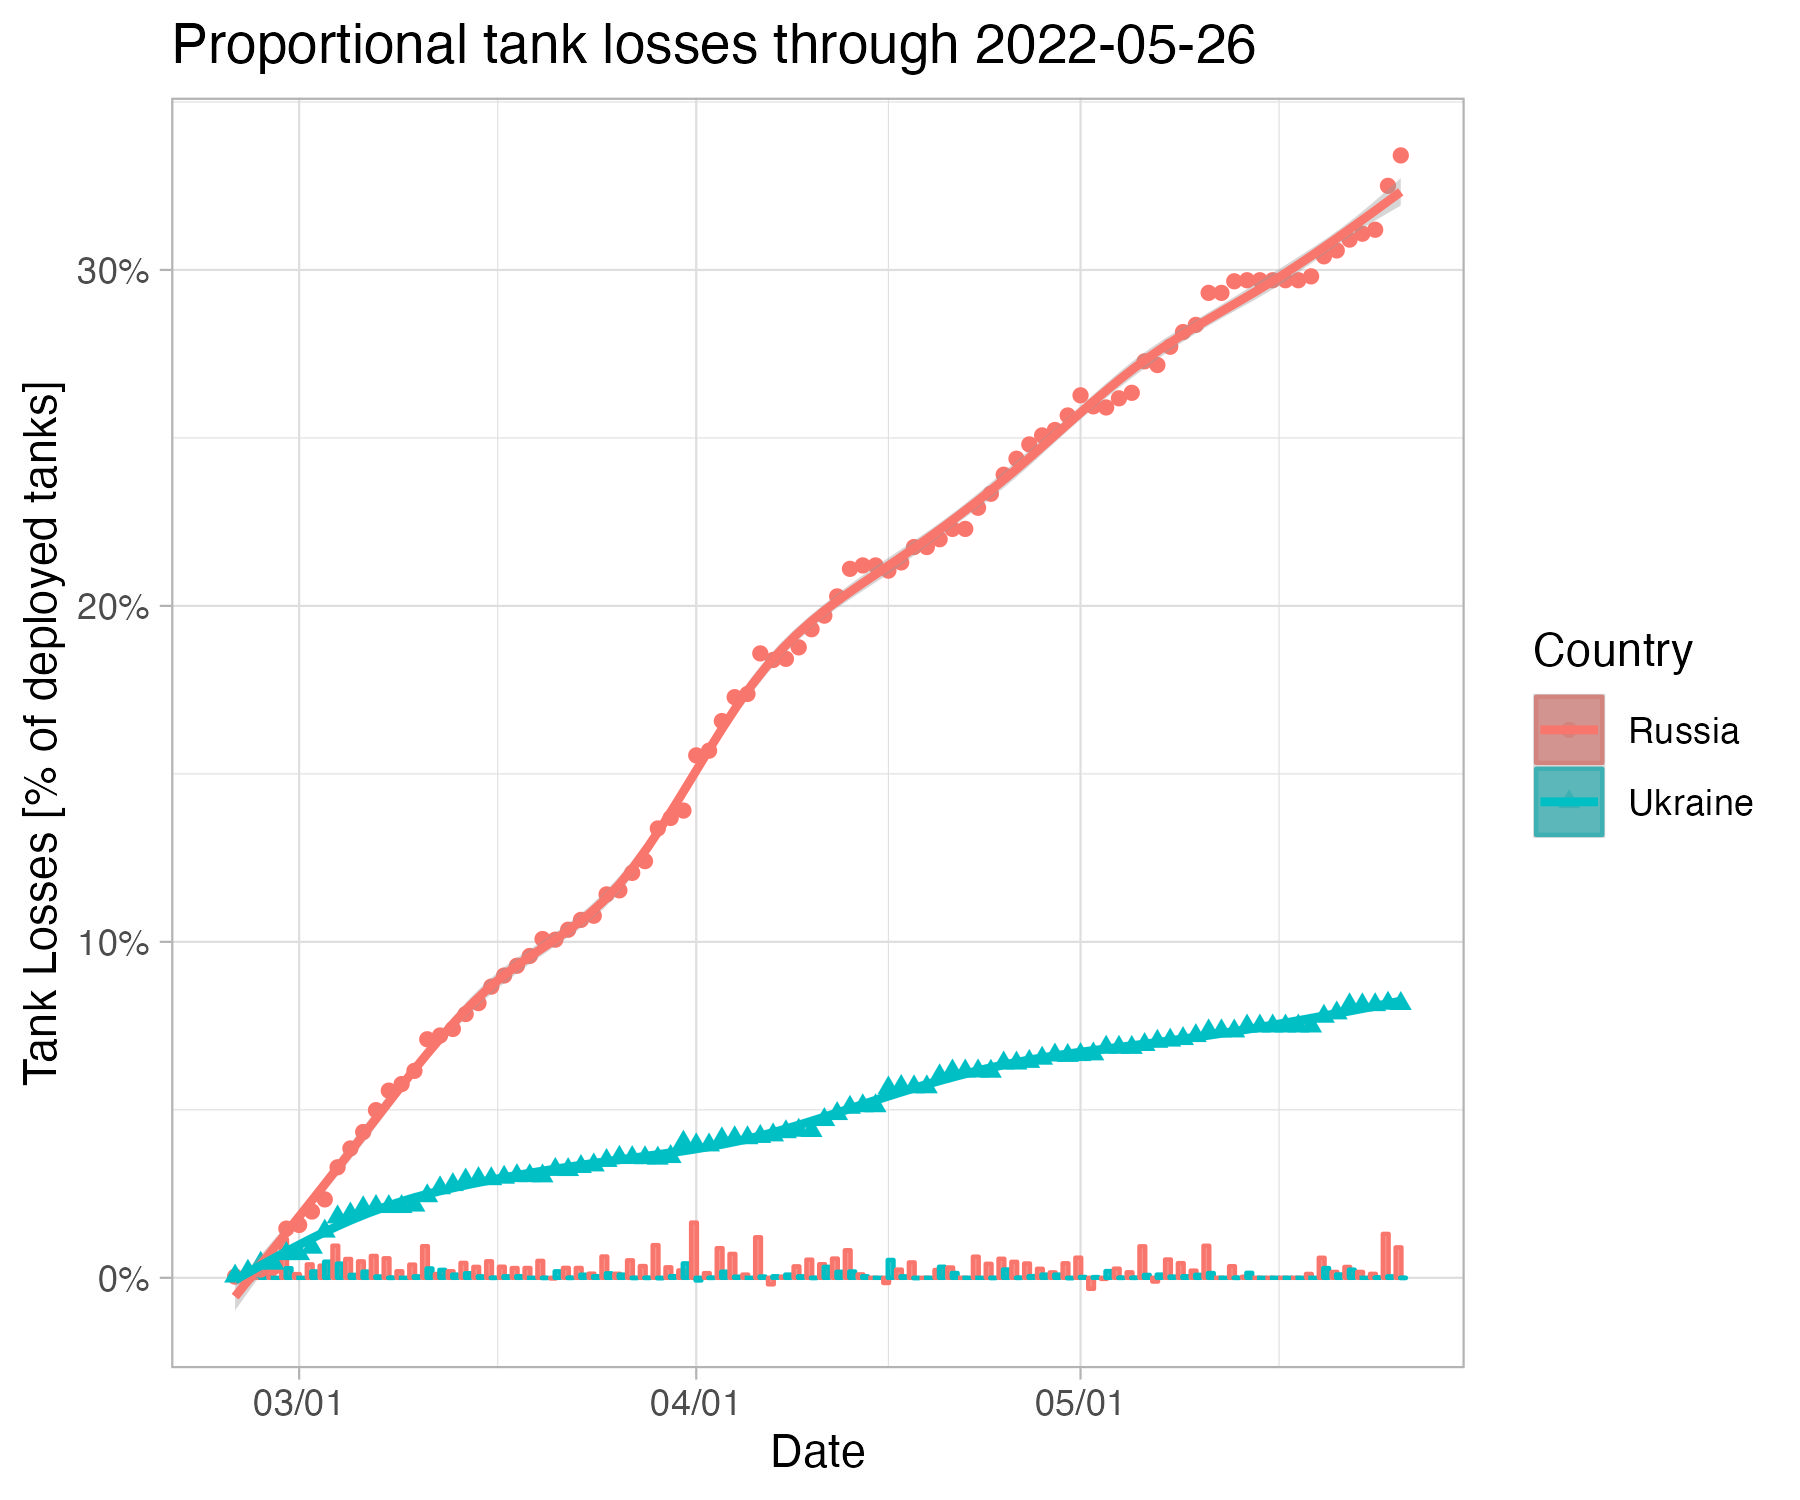 Proportional tank losses through 2022-05-26
Tank Losses [% of deployed tanks]
30%
20%
10%
0%
03/01
04/01
05/01
Date
Country
Russia
Ukraine